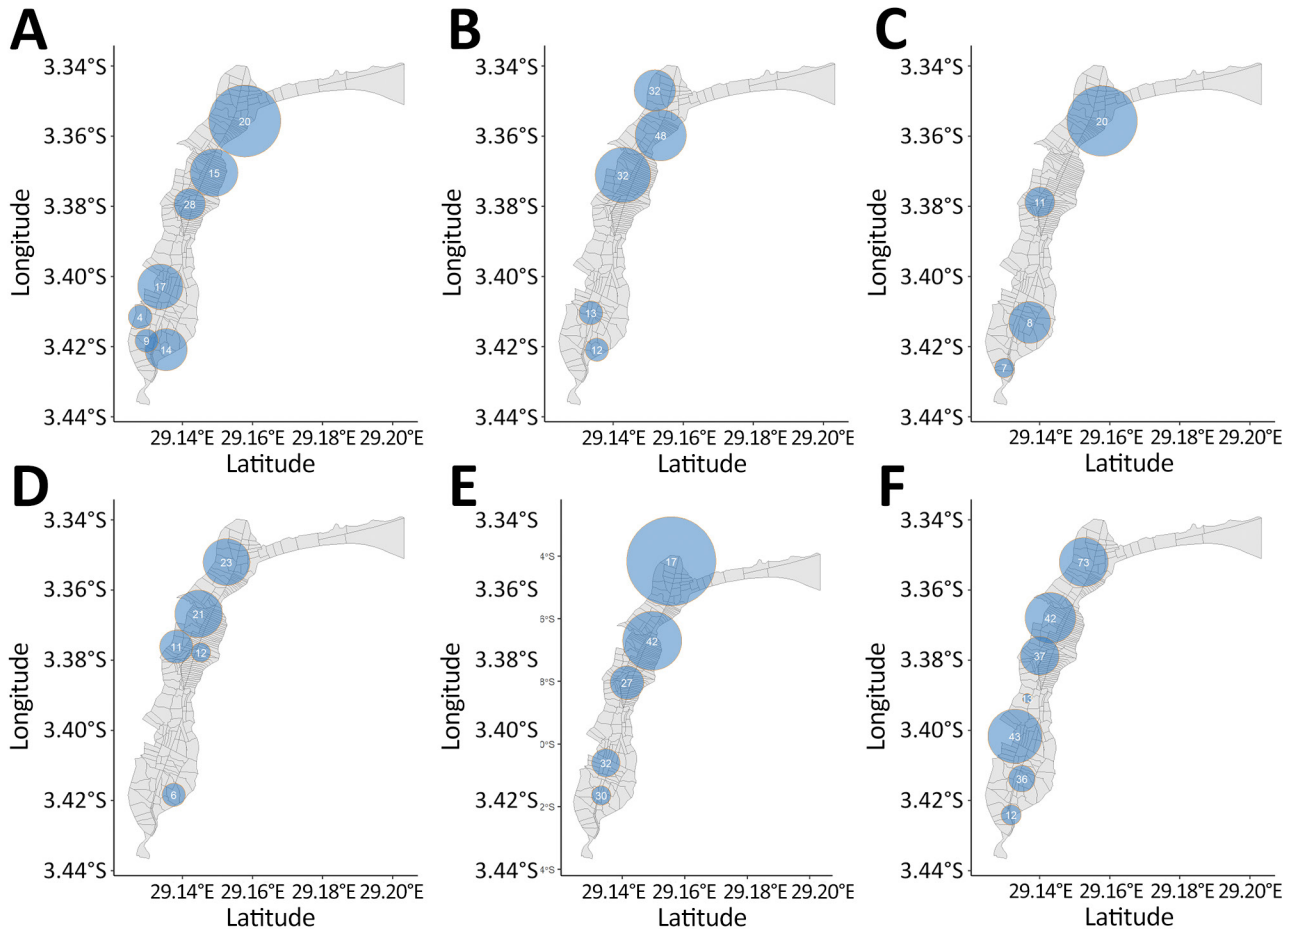 A
B
C
3.34°S
3.36°S
3.38°S
3.40°S
3.42°S
3.44°S
Longitude
20
15
28
17
4
9
14
29.14°E 29.16°E 29.18°E 29.20°E
Latitude
3.34°S
3.36°S
3.38°S
3.40°S
3.42°S
3.44°S
Longitude
32
48
32
13
12
29.14°E 29.16°E 29.18°E 29.20°E
Latitude
3.34°S
3.36°S
3.38°S
3.40°S
3.42°S
3.44°S
Longitude
20
11
8
7
29.14°E 29.16°E 29.18°E 29.20°E
Latitude
D
E
F
3.34°S
3.36°S
3.38°S
3.40°S
3.42°S
3.44°S
Longitude
23
21
11
12
6
29.14°E 29.16°E 29.18°E 29.20°E
Latitude
3.34°S
3.36°S
3.38°S
3.40°S
3.42°S
3.44°S
Longitude
4°S
6°S
8°S
0°S
2°S
4°S
17
42
27
32
30
29.14°E 29.16°E 29.18°E 29.20°E
Latitude
3.34°S
3.36°S
3.38°S
3.40°S
3.42°S
3.44°S
Longitude
73
42
37
43
36
12
29.14°E 29.16°E 29.18°E 29.20°E
Latitude